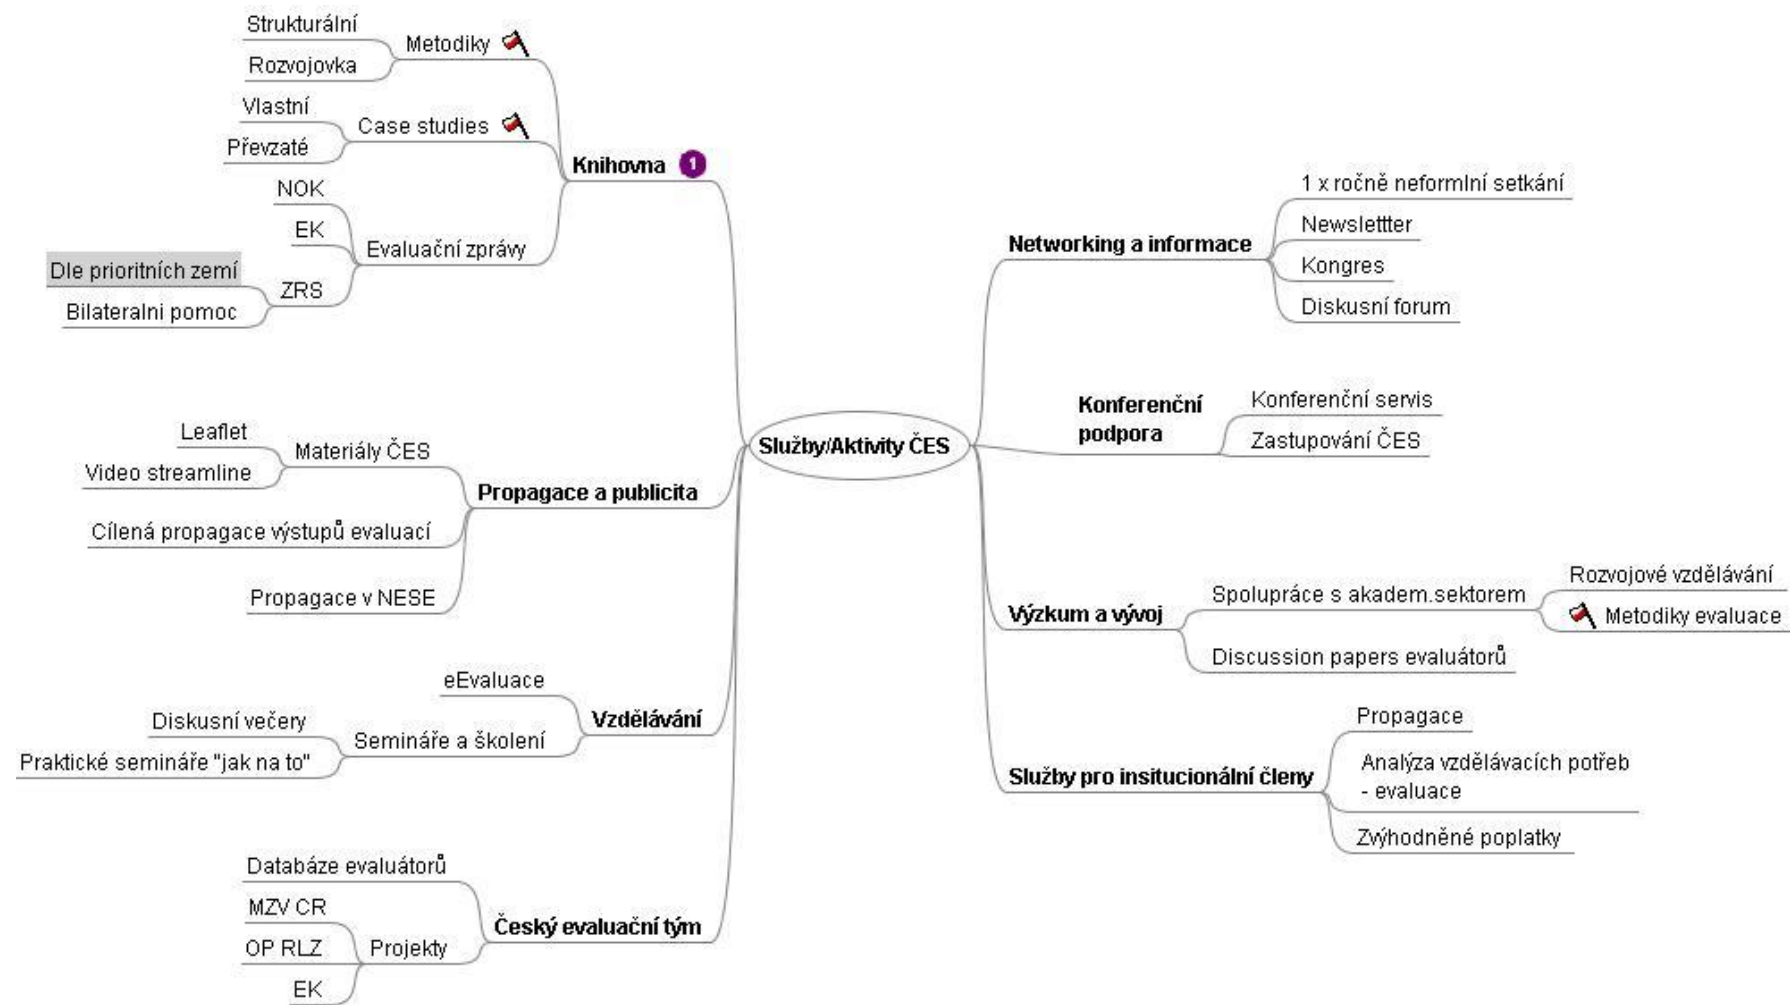 Služby/Aktivity ČES
Knihovna 1
Metodiky
Strukturální
Rozvojovka
Case studies
Vlastní
Převzaté
Evaluační zprávy
NOK
EK
ZRS
Dle prioritních zemí
Bilateralni pomoc
Propagace a publicita
Materiály ČES
Leaflet
Video streamline
Cílená propagace výstupů evaluací
Propagace v NESE
Vzdělávání
eEvaluace
Semináře a školení
Diskusní večery
Praktické semináře "jak na to"
Český evaluační tým
Databáze evaluátorů
Projekty
MZV CR
OP RLZ
EK
Networking a informace
1 x ročně neformlní setkání
Newslettter
Kongres
Diskusní forum
Konferenční
podpora
Konferenční servis
Zastupování ČES
Výzkum a vývoj
Spolupráce s akadem.sektorem
Rozvojové vzdělávání
Metodiky evaluace
Discussion papers evaluátorů
Služby pro insitucionální členy
Propagace
Analýza vzdělávacích potřeb
- evaluace
Zvýhodněné poplatky